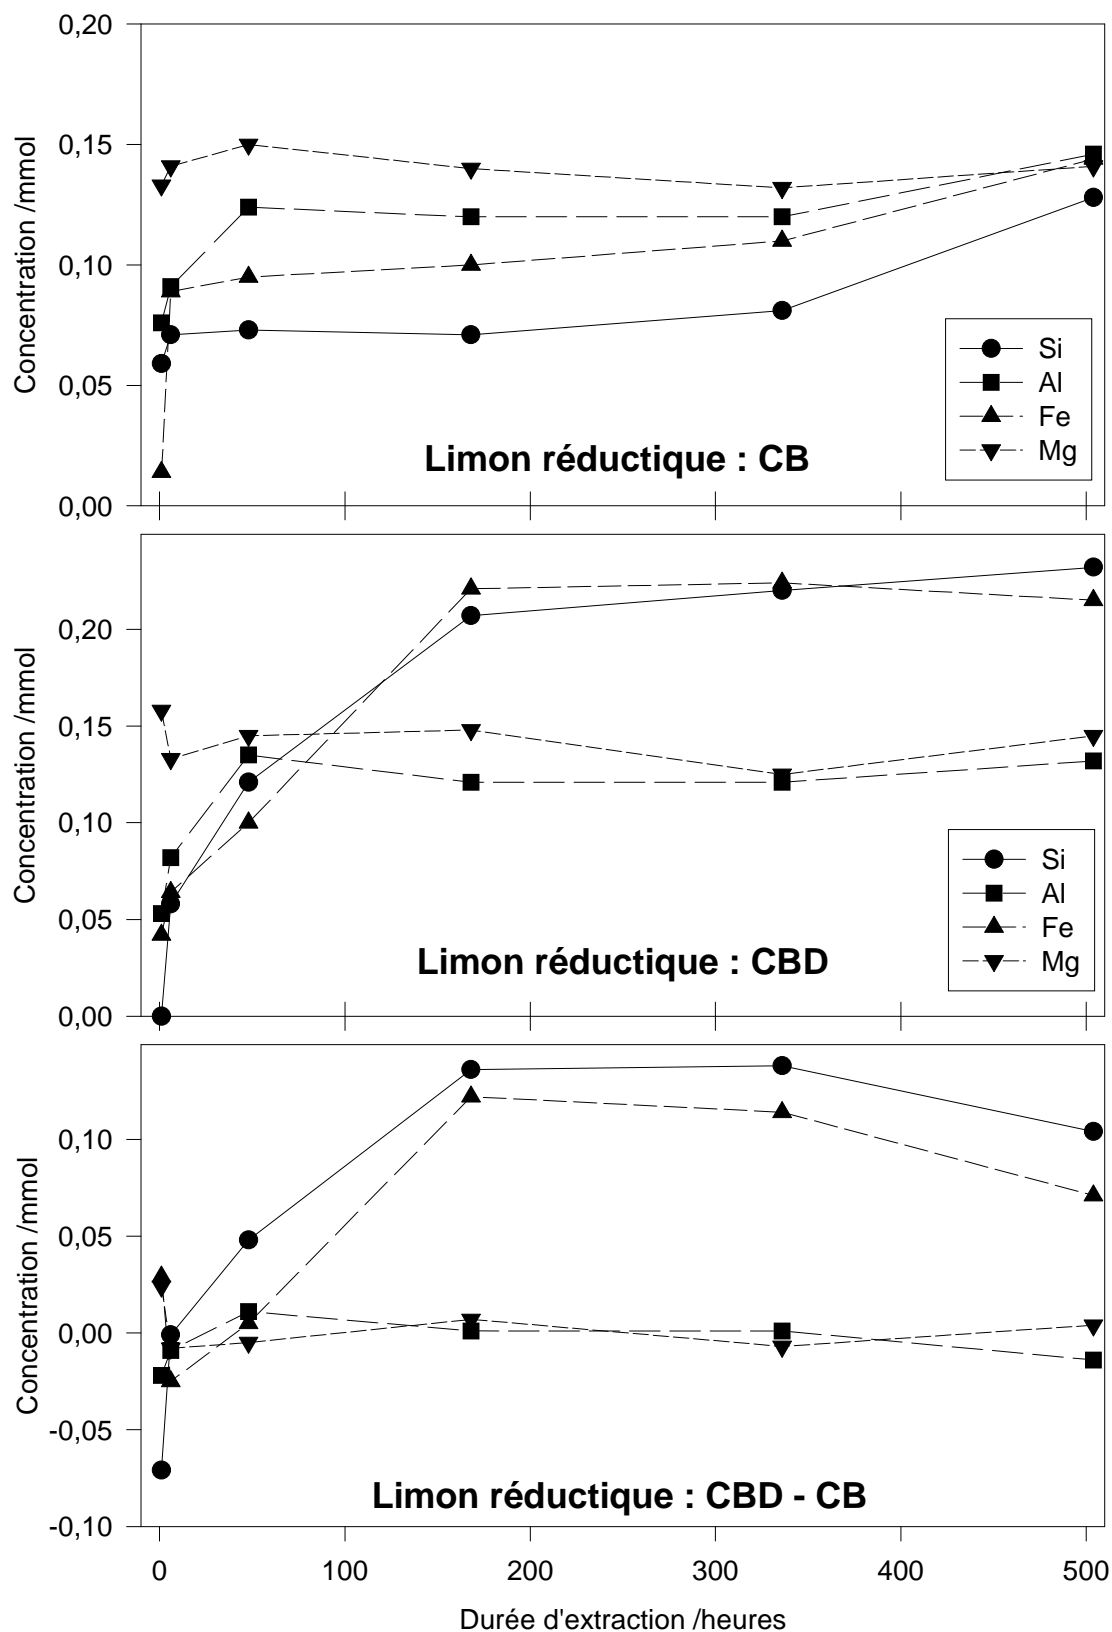 0,20
0,15
0,10
0,05
0,00
Concentration /mmol
Si
Al
Fe
Mg
Limon réductique : CB
0,20
0,15
0,10
0,05
0,00
Concentration /mmol
Si
Al
Fe
Mg
Limon réductique : CBD
0,10
0,05
0,00
-0,05
-0,10
Concentration /mmol
Limon réductique : CBD - CB
0 100 200 300 400 500
Durée d'extraction /heures